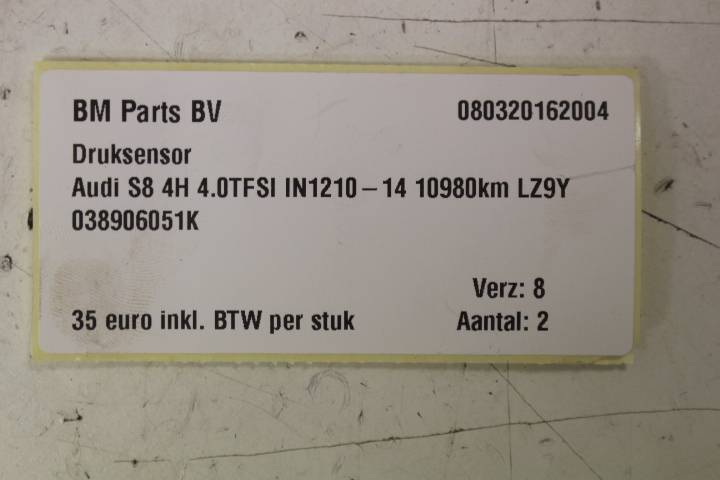 BM Parts BV 080320162004
Druksensor
Audi S8 4H 4.0TFSI IN1210-14 10980km LZ9Y
038906051K
Verz: 8
35 euro inkl. BTW per stuk Aantal: 2